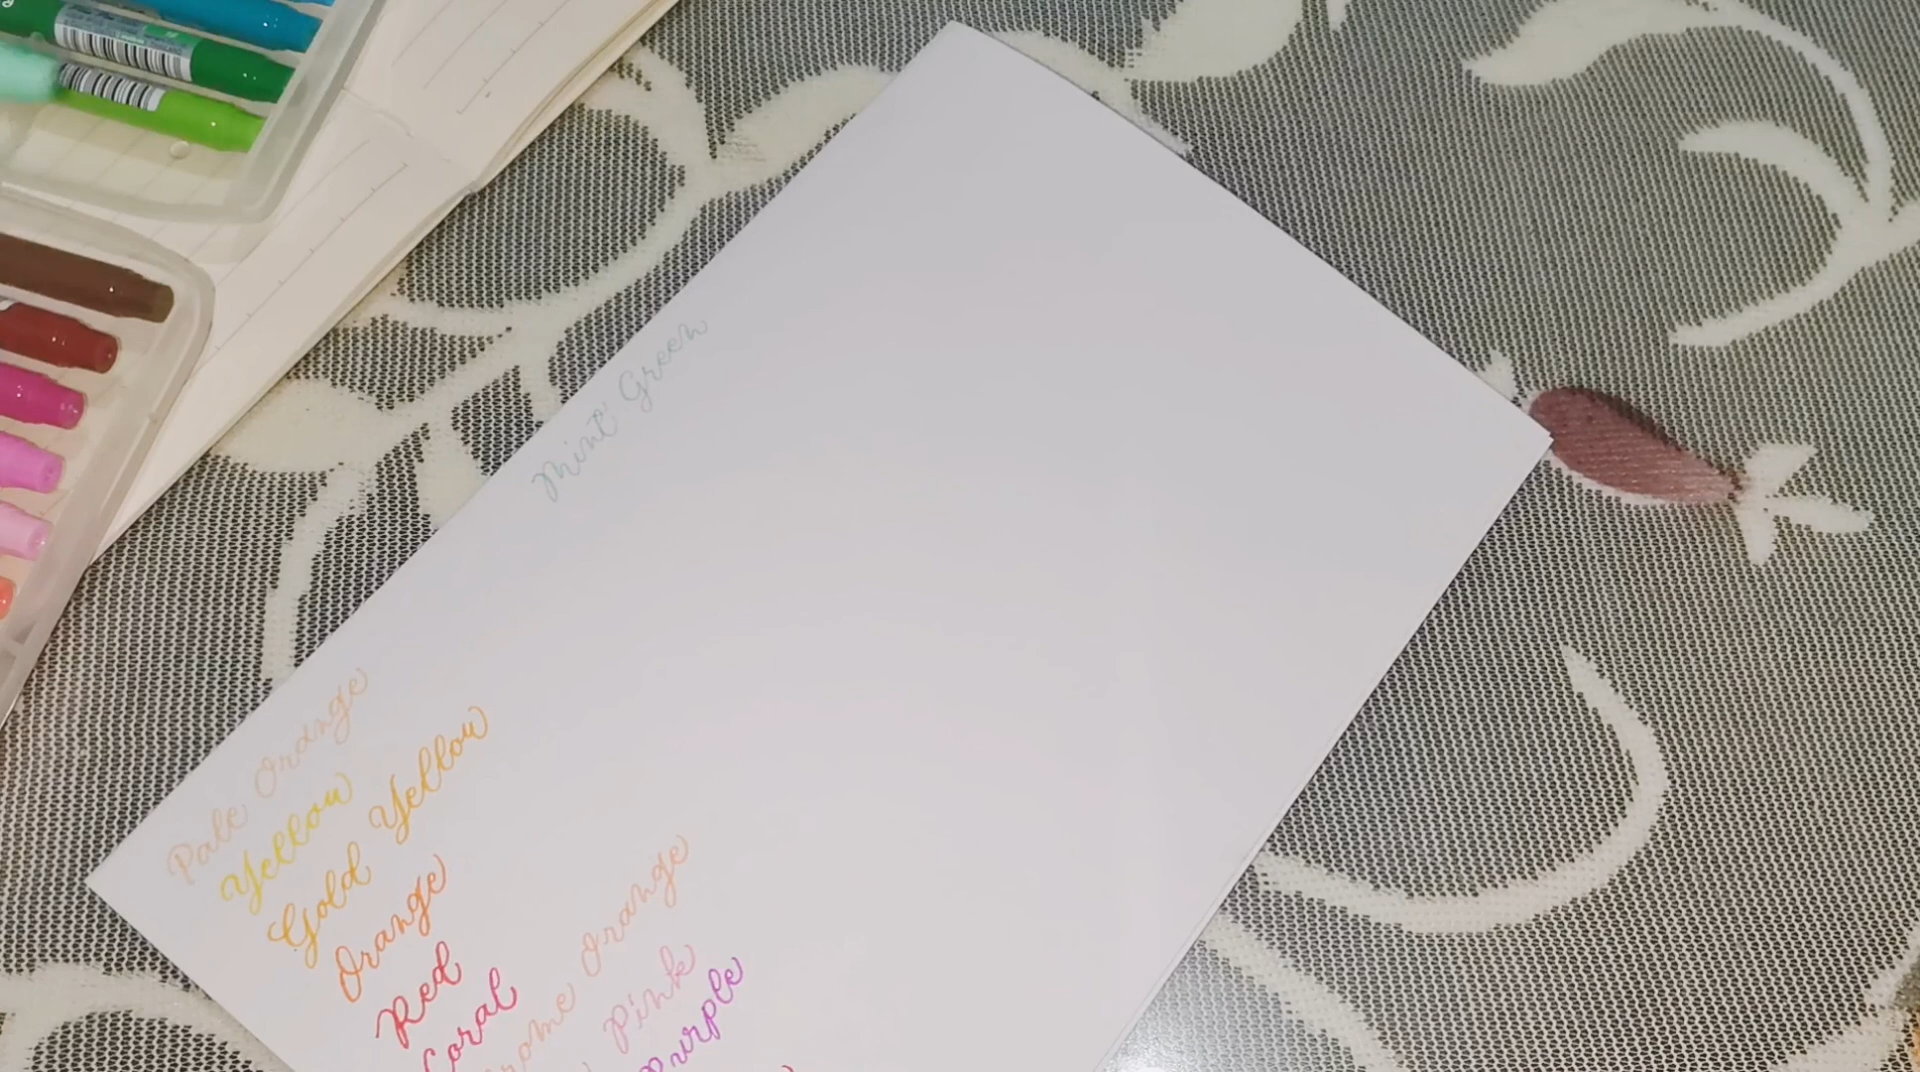 Pale Orange
Yellow
Gold Yellow
Orange
Red
Coral
Orange
Pink
Purple
Mint Green